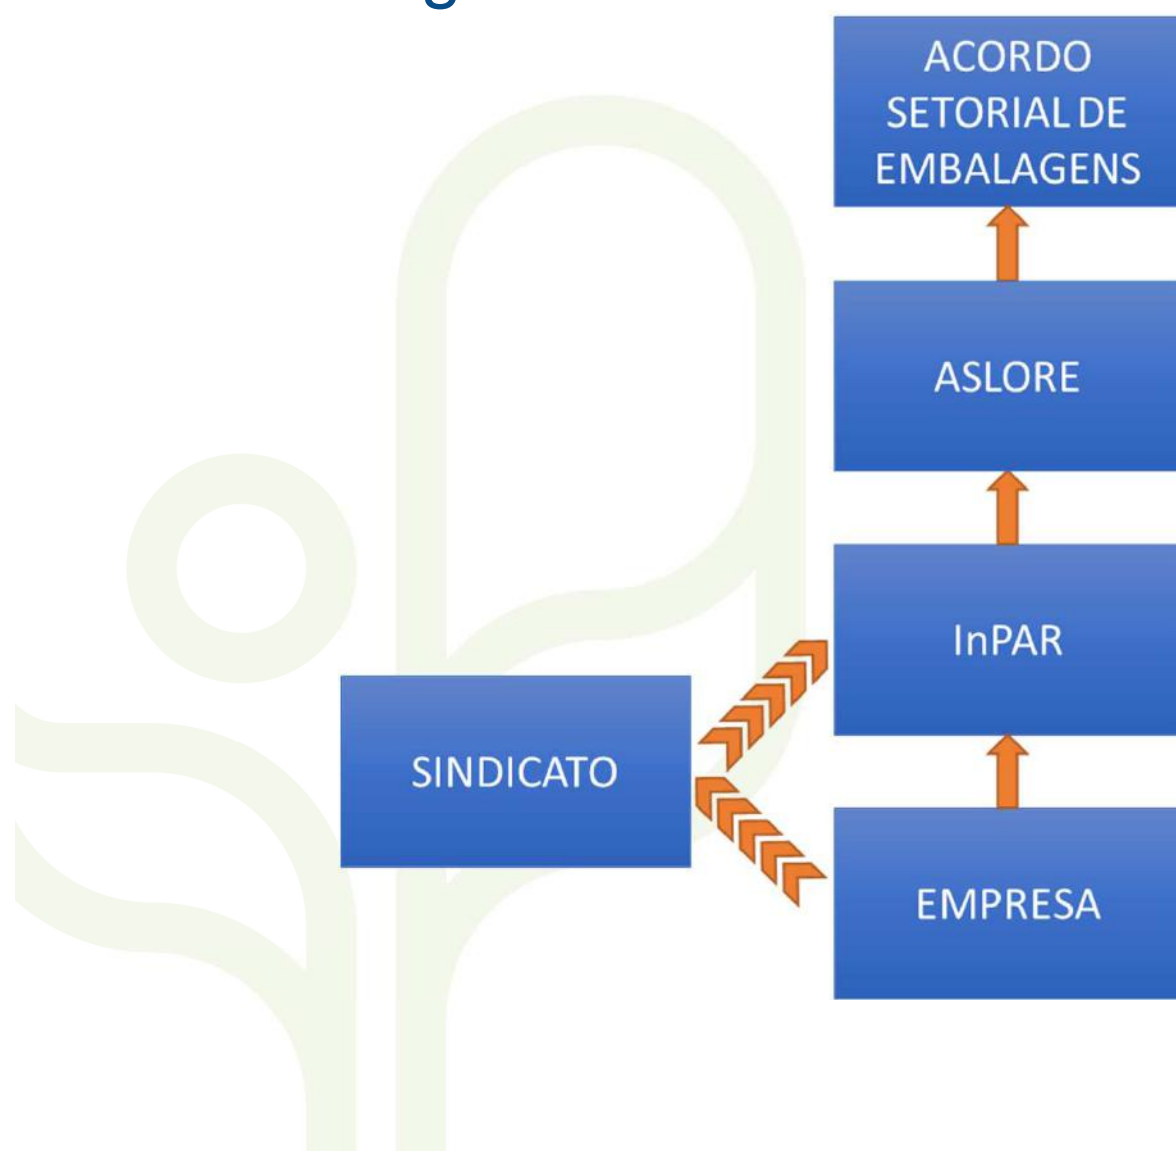 ACORDO
SETORIAL DE
EMBALAGENS
ASLORE
InPAR
SINDICATO
EMPRESA